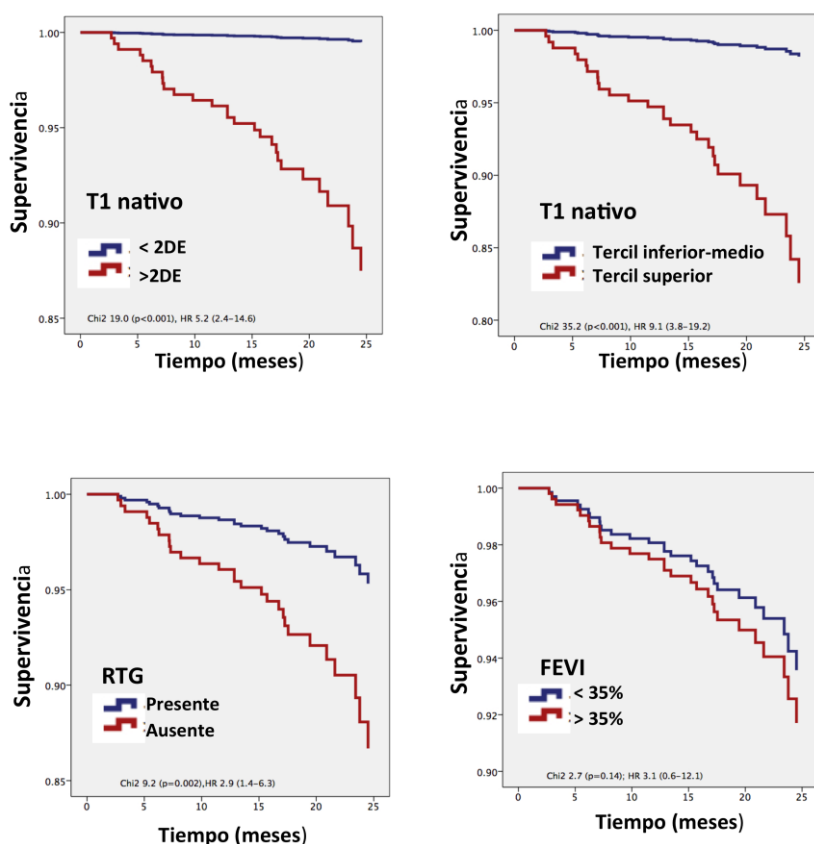 1.00
0.95
0.90
0.85
Supervivencia
T1 nativo
< 2DE
>2DE
Chi2 19.0 (p<0.001), HR 5.2 (2.4–14.6)
0 5 10 15 20 25
Tiempo (meses)
1.00
0.95
0.90
0.85
0.80
Supervivencia
T1 nativo
Tercil inferior-medio
Tercil superior
Chi2 35.2 (p<0.001), HR 9.1 (3.8–19.2)
0 5 10 15 20 25
Tiempo (meses)
1.00
0.95
0.90
0.85
Supervivencia
RTG
Presente
Ausente
Chi2 9.2 (p=0.002),HR 2.9 (1.4–6.3)
0 5 10 15 20 25
Tiempo (meses)
1.00
0.98
0.96
0.94
0.92
0.90
Supervivencia
FEVI
< 35%
> 35%
Chi2 2.7 (p=0.14); HR 3.1 (0.6–12.1)
0 5 10 15 20 25
Tiempo (meses)